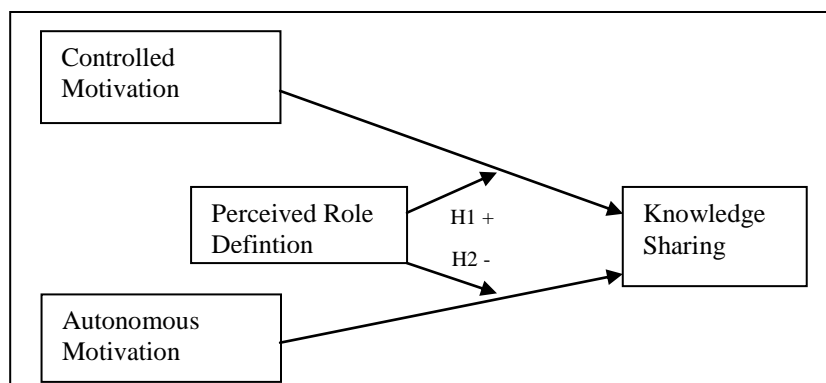 Controlled
Motivation
Perceived Role
Defintion
H1 +
H2 -
Knowledge
Sharing
Autonomous
Motivation